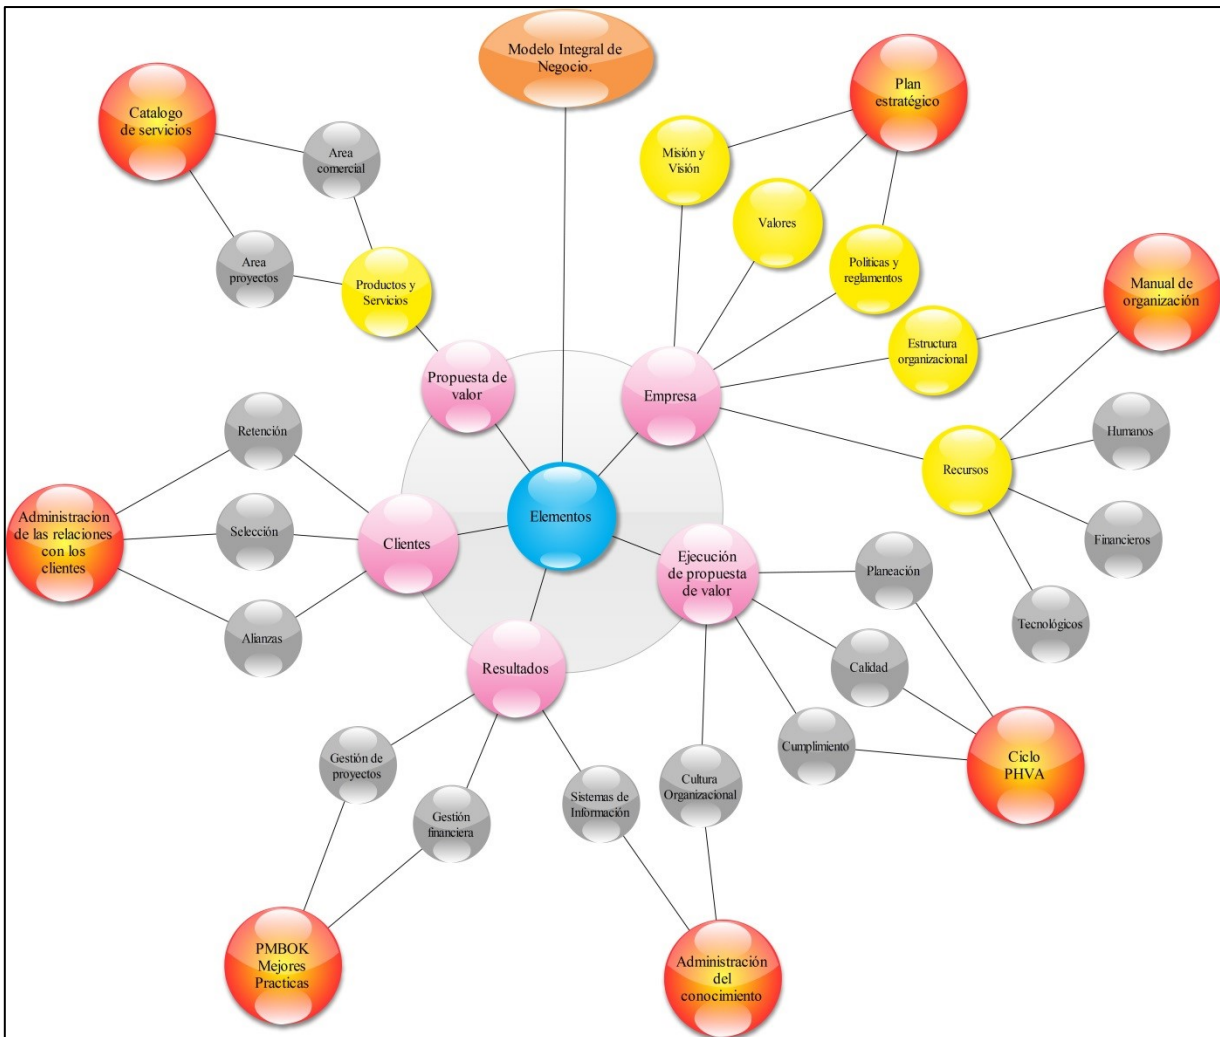 Modelo Integral de
Negocio.
Plan
estratégico
Catalogo
de servicios
Area
comercial
Misión y
Visión
Valores
Area
proyectos
Productos y
Servicios
Políticas y
reglamentos
Manual de
organización
Estructura
organizacional
Propuesta de
valor
Empresa
Retención
Humanos
Recursos
Elementos
Administracion
de las relaciones
con los
clientes
Selección
Clientes
Financieros
Ejecución
de propuesta
de valor
Planeación
Alianzas
Tecnológicos
Resultados
Calidad
Gestión de
proyectos
Cumplimiento
Ciclo
PHVA
Cultura
Organizacional
Sistemas de
Información
Gestión
financiera
PMBOK
Mejores
Practicas
Administración
del
conocimiento